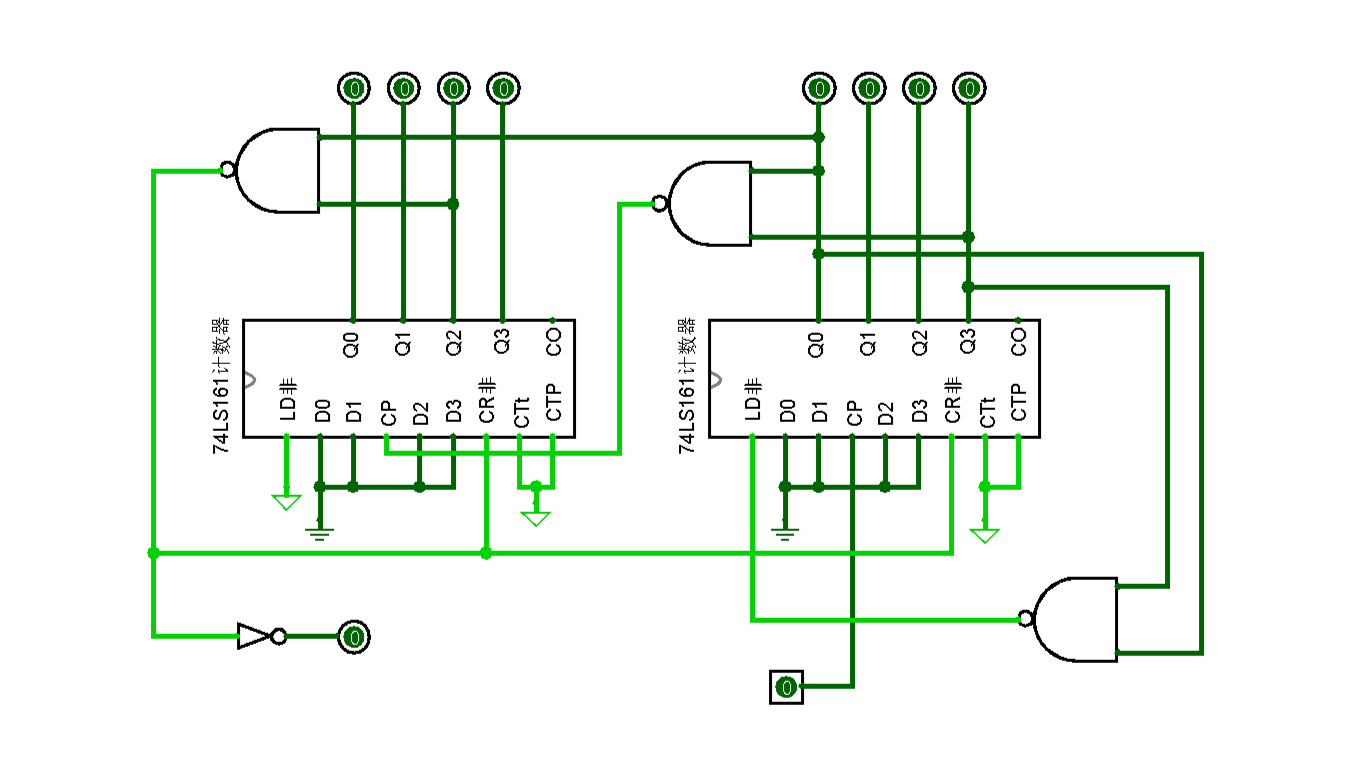 0 0 0 0 0 0 0 0
74LS161计数器
Q0 Q1 Q2 Q3 CO
LD非 D0 D1 CP D2 D3 CR非 CTt CTP
74LS161计数器
Q0 Q1 Q2 Q3 CO
LD非 D0 D1 CP D2 D3 CR非 CTt CTP
0
0